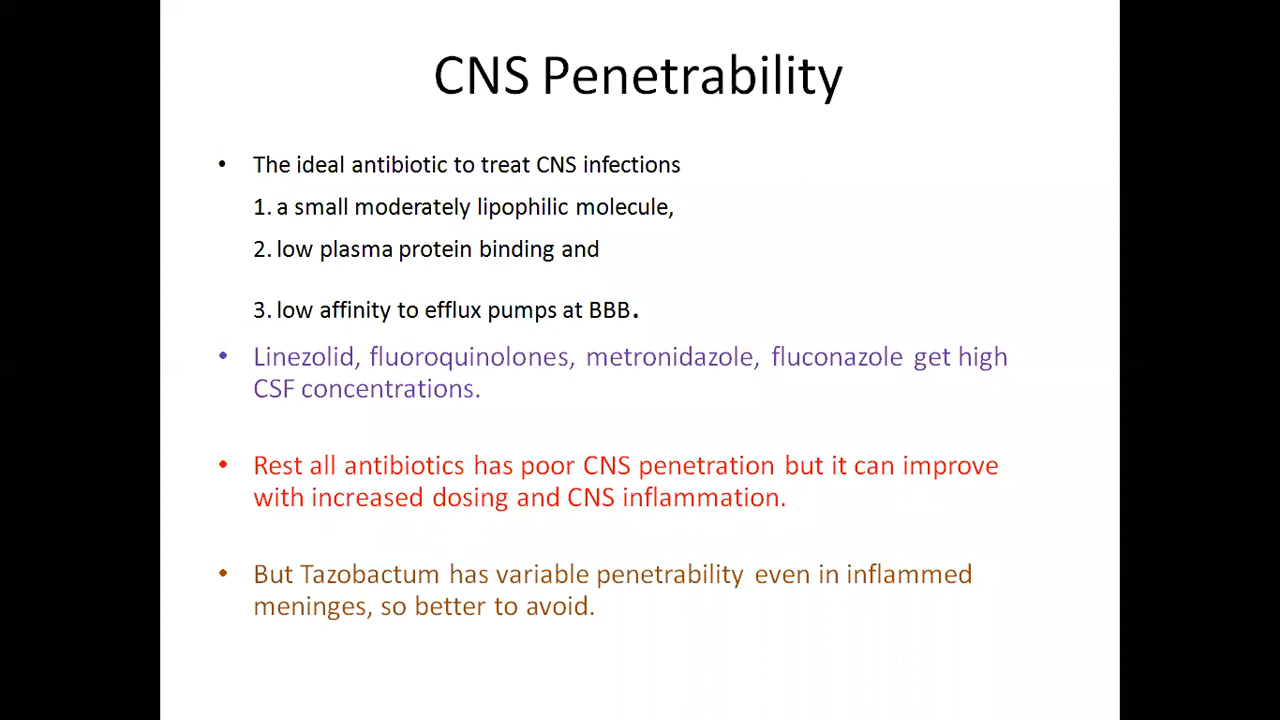 CNS Penetrability
• The ideal antibiotic to treat CNS infections
1. a small moderately lipophilic molecule,
2. low plasma protein binding and
3. low affinity to efflux pumps at BBB.
• Linezolid, fluoroquinolones, metronidazole, fluconazole get high
CSF concentrations.
• Rest all antibiotics has poor CNS penetration but it can improve
with increased dosing and CNS inflammation.
• But Tazobactum has variable penetrability even in inflammed
meninges, so better to avoid.